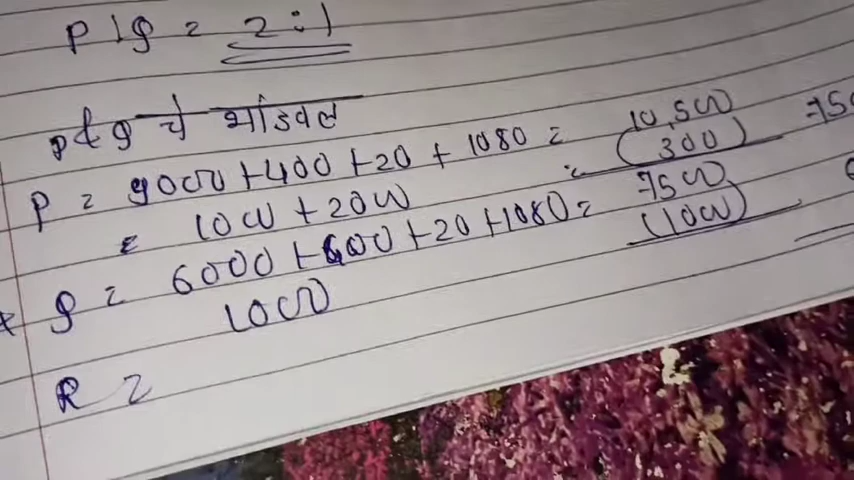 P | Q = 2:1
P व Q चे भांडवल
P = 9000 + 400 + 20 + 1080 = 10,500 750
= 1000 + 2000 = (300)
Q = 6000 + 600 + 20 + 1080 = 7500
1000 (1000)
R =